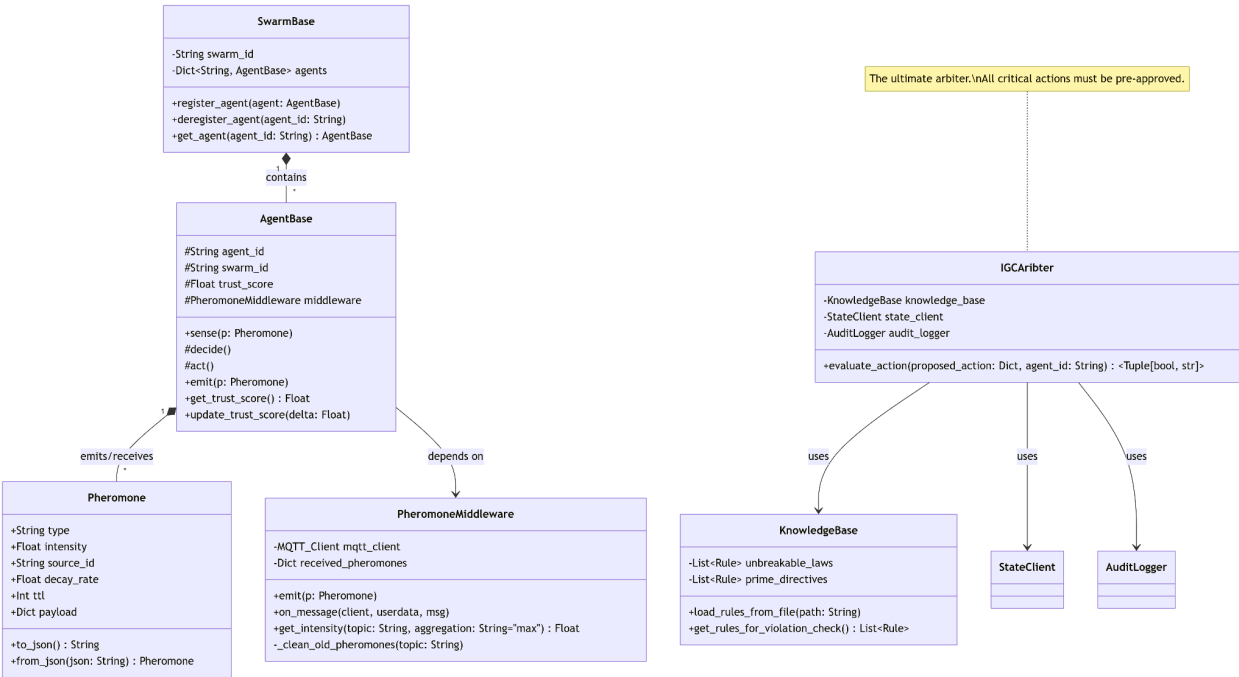 SwarmBase
-String swarm_id
-Dict<String, AgentBase> agents
+register_agent(agent: AgentBase)
+deregister_agent(agent_id: String)
+get_agent(agent_id: String) : AgentBase
1
contains
*
AgentBase
#String agent_id
#String swarm_id
#Float trust_score
#PheromoneMiddleware middleware
+sense(p: Pheromone)
#decide()
#act()
+emit(p: Pheromone)
+get_trust_score() : Float
+update_trust_score(delta: Float)
1
emits/receives
*
depends on
Pheromone
+String type
+Float intensity
+String source_id
+Float decay_rate
+Int ttl
+Dict payload
+to_json() : String
+from_json(json: String) : Pheromone
PheromoneMiddleware
-MQTT_Client mqtt_client
-Dict received_pheromones
+emit(p: Pheromone)
+on_message(client, userdata, msg)
+get_intensity(topic: String, aggregation: String="max") : Float
-_clean_old_pheromones(topic: String)
The ultimate arbiter.\nAll critical actions must be pre-approved.
IGCAribter
-KnowledgeBase knowledge_base
-StateClient state_client
-AuditLogger audit_logger
+evaluate_action(proposed_action: Dict, agent_id: String) : <Tuple[bool, str]>
uses
uses
uses
KnowledgeBase
-List<Rule> unbreakable_laws
-List<Rule> prime_directives
+load_rules_from_file(path: String)
+get_rules_for_violation_check() : List<Rule>
StateClient
AuditLogger